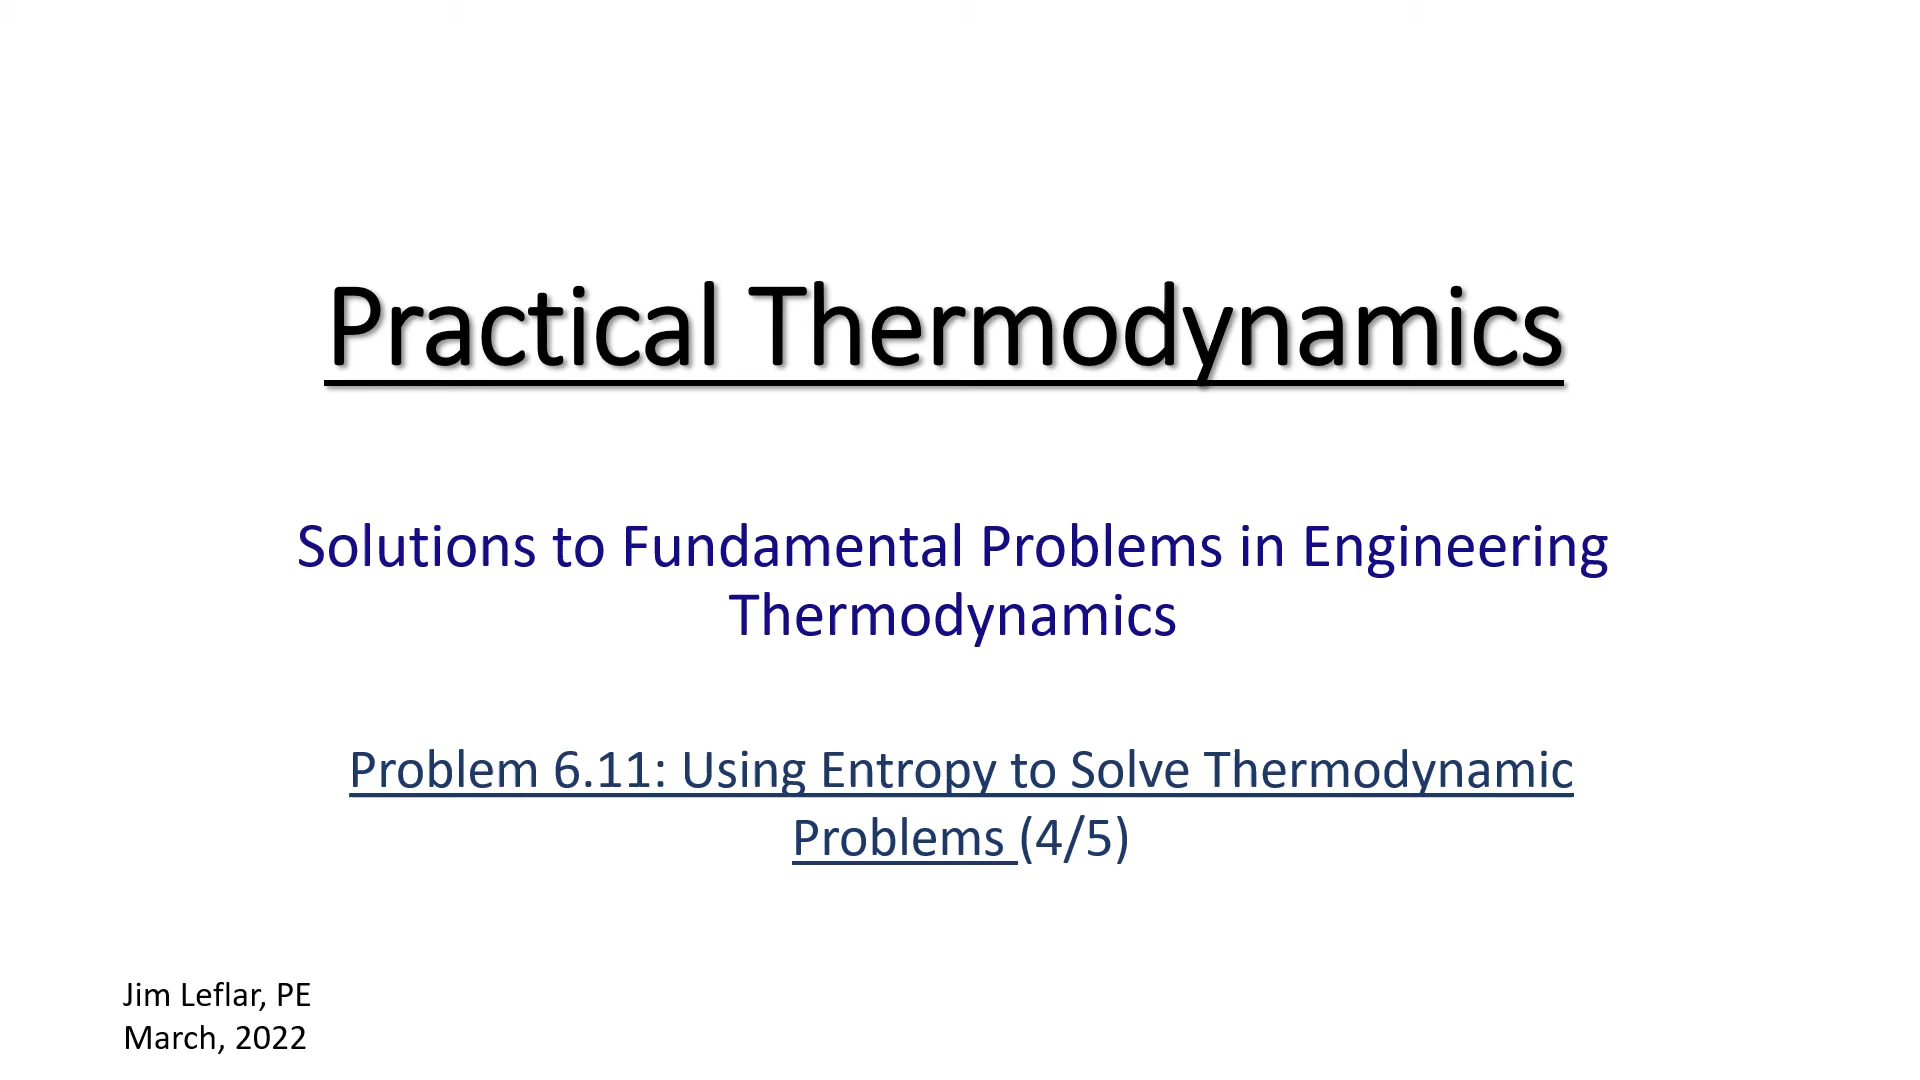 Practical Thermodynamics
Solutions to Fundamental Problems in Engineering
Thermodynamics
Problem 6.11: Using Entropy to Solve Thermodynamic
Problems (4/5)
Jim Leflar, PE
March, 2022